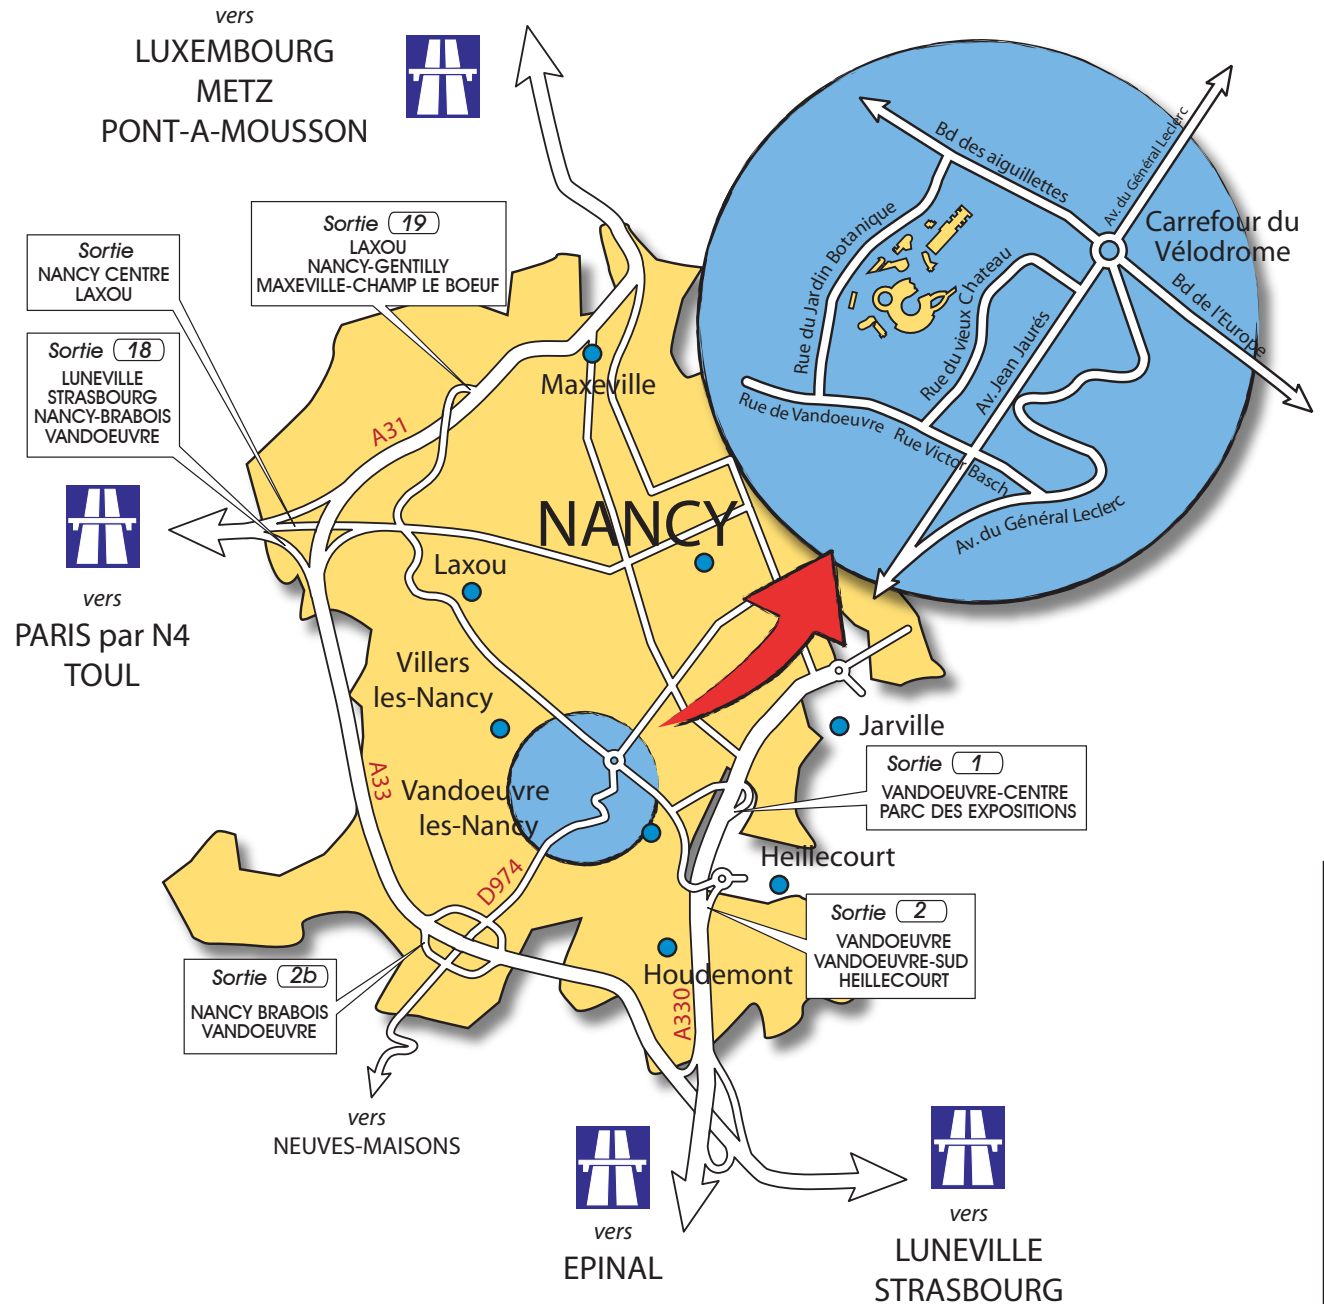 vers
LUXEMBOURG
METZ
PONT-A-MOUSSON
Sortie 19
LAXOU
NANCY-GENTILLY
MAXEVILLE-CHAMP LE BOEUF
Sortie
NANCY CENTRE
LAXOU
Sortie 18
LUNEVILLE
STRASBOURG
NANCY-BRABOIS
VANDOEUVRE
vers
PARIS par N4
TOUL
A31
Maxeville
NANCY
Laxou
Villers
les-Nancy
Vandoeuvre
les-Nancy
A33
D974
Jarville
Sortie 1
VANDOEUVRE-CENTRE
PARC DES EXPOSITIONS
Heillecourt
Sortie 2
VANDOEUVRE
VANDOEUVRE-SUD
HEILLECOURT
Houdemont
A330
Sortie 2b
NANCY BRABOIS
VANDOEUVRE
vers
NEUVES-MAISONS
vers
EPINAL
vers
LUNEVILLE
STRASBOURG
Bd des aiguillettes
Av. du Général Leclerc
Carrefour du
Vélodrome
Bd de l'Europe
Rue du Jardin Botanique
Rue du vieux Chateau
Av. Jean Jaurés
Rue de Vandoeuvre
Rue Victor Basch
Av. du Général Leclerc